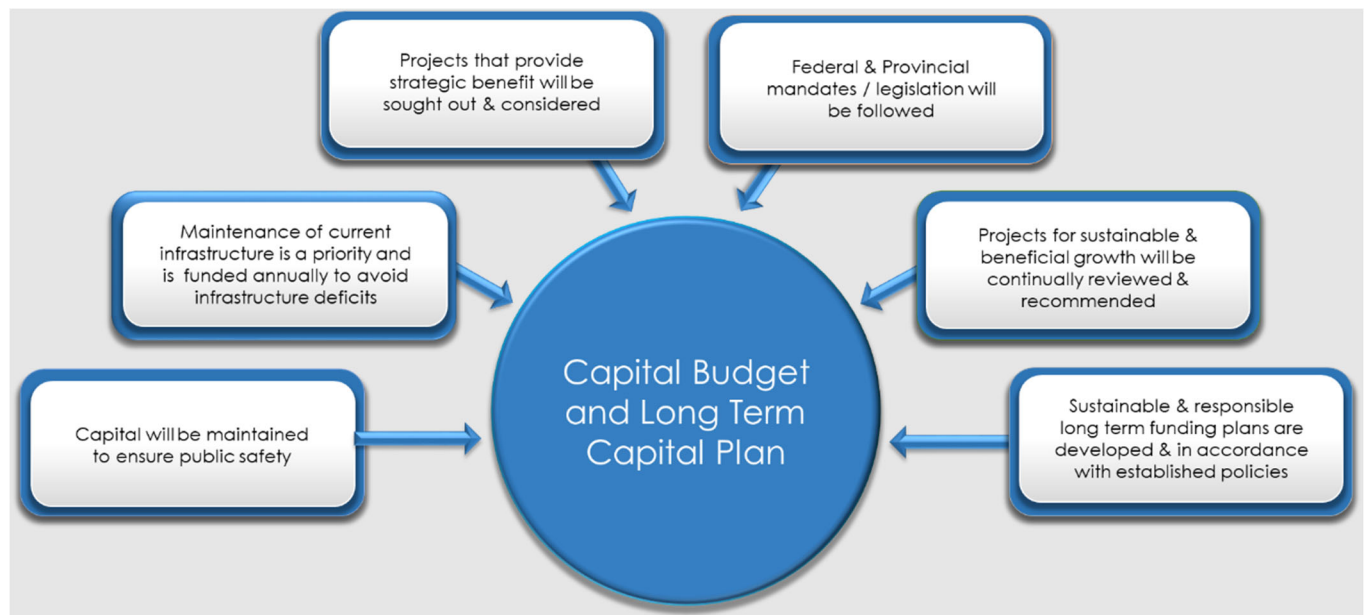 Projects that provide
strategic benefit will be
sought out & considered
Federal & Provincial
mandates / legislation will
be followed
Maintenance of current
infrastructure is a priority and
is funded annually to avoid
infrastructure deficits
Projects for sustainable &
beneficial growth will be
continually reviewed &
recommended
Capital will be maintained
to ensure public safety
Capital Budget
and Long Term
Capital Plan
Sustainable & responsible
long term funding plans are
developed & in accordance
with established policies